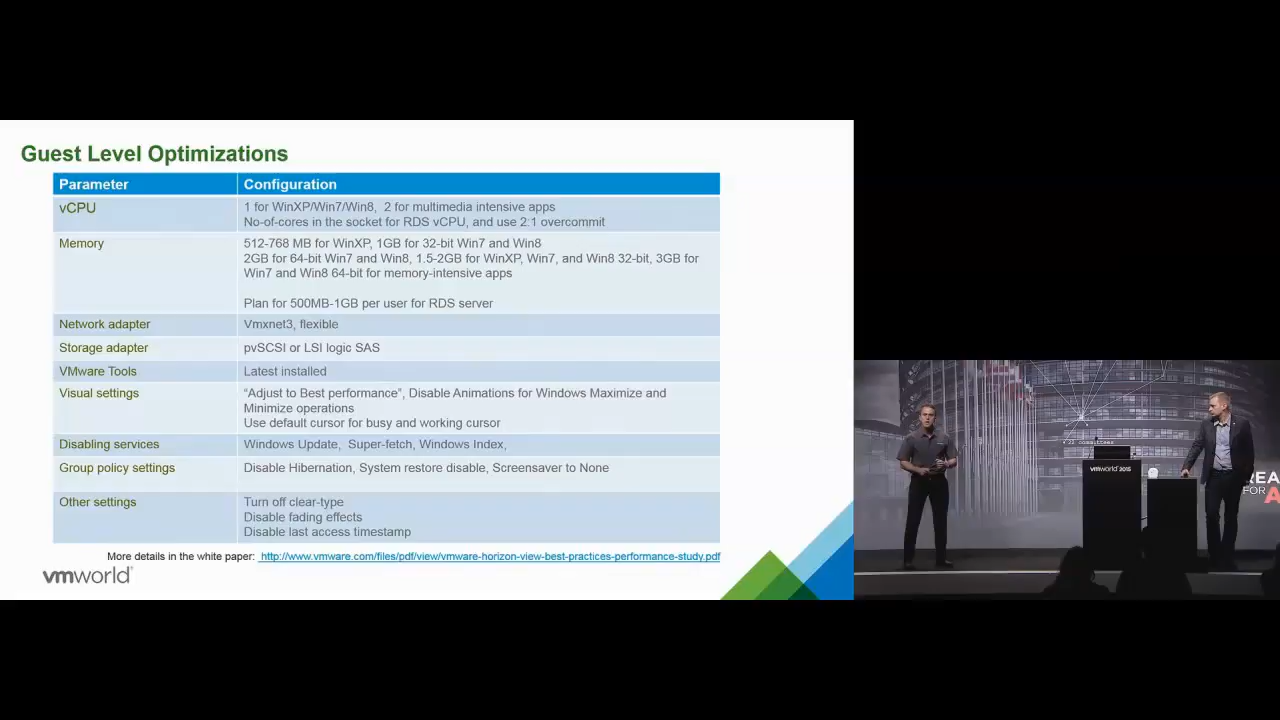 Guest Level Optimizations
Parameter
Configuration
vCPU
1 for WinXP/Win7/Win8, 2 for multimedia intensive apps
No-of-cores in the socket for RDS vCPU, and use 2:1 overcommit
Memory
512-768 MB for WinXP, 1GB for 32-bit Win7 and Win8
2GB for 64-bit Win7 and Win8, 1.5-2GB for WinXP, Win7, and Win8 32-bit, 3GB for
Win7 and Win8 64-bit for memory-intensive apps
Plan for 500MB-1GB per user for RDS server
Network adapter
Vmxnet3, flexible
Storage adapter
pvSCSI or LSI logic SAS
VMware Tools
Latest installed
Visual settings
“Adjust to Best performance”, Disable Animations for Windows Maximize and
Minimize operations
Use default cursor for busy and working cursor
Disabling services
Windows Update, Super-fetch, Windows Index,
Group policy settings
Disable Hibernation, System restore disable, Screensaver to None
Other settings
Turn off clear-type
Disable fading effects
Disable last access timestamp
More details in the white paper: http://www.vmware.com/files/pdf/view/vmware-horizon-view-best-practices-performance-study.pdf
vmworld®
vmworld 2015
REA
FOR A